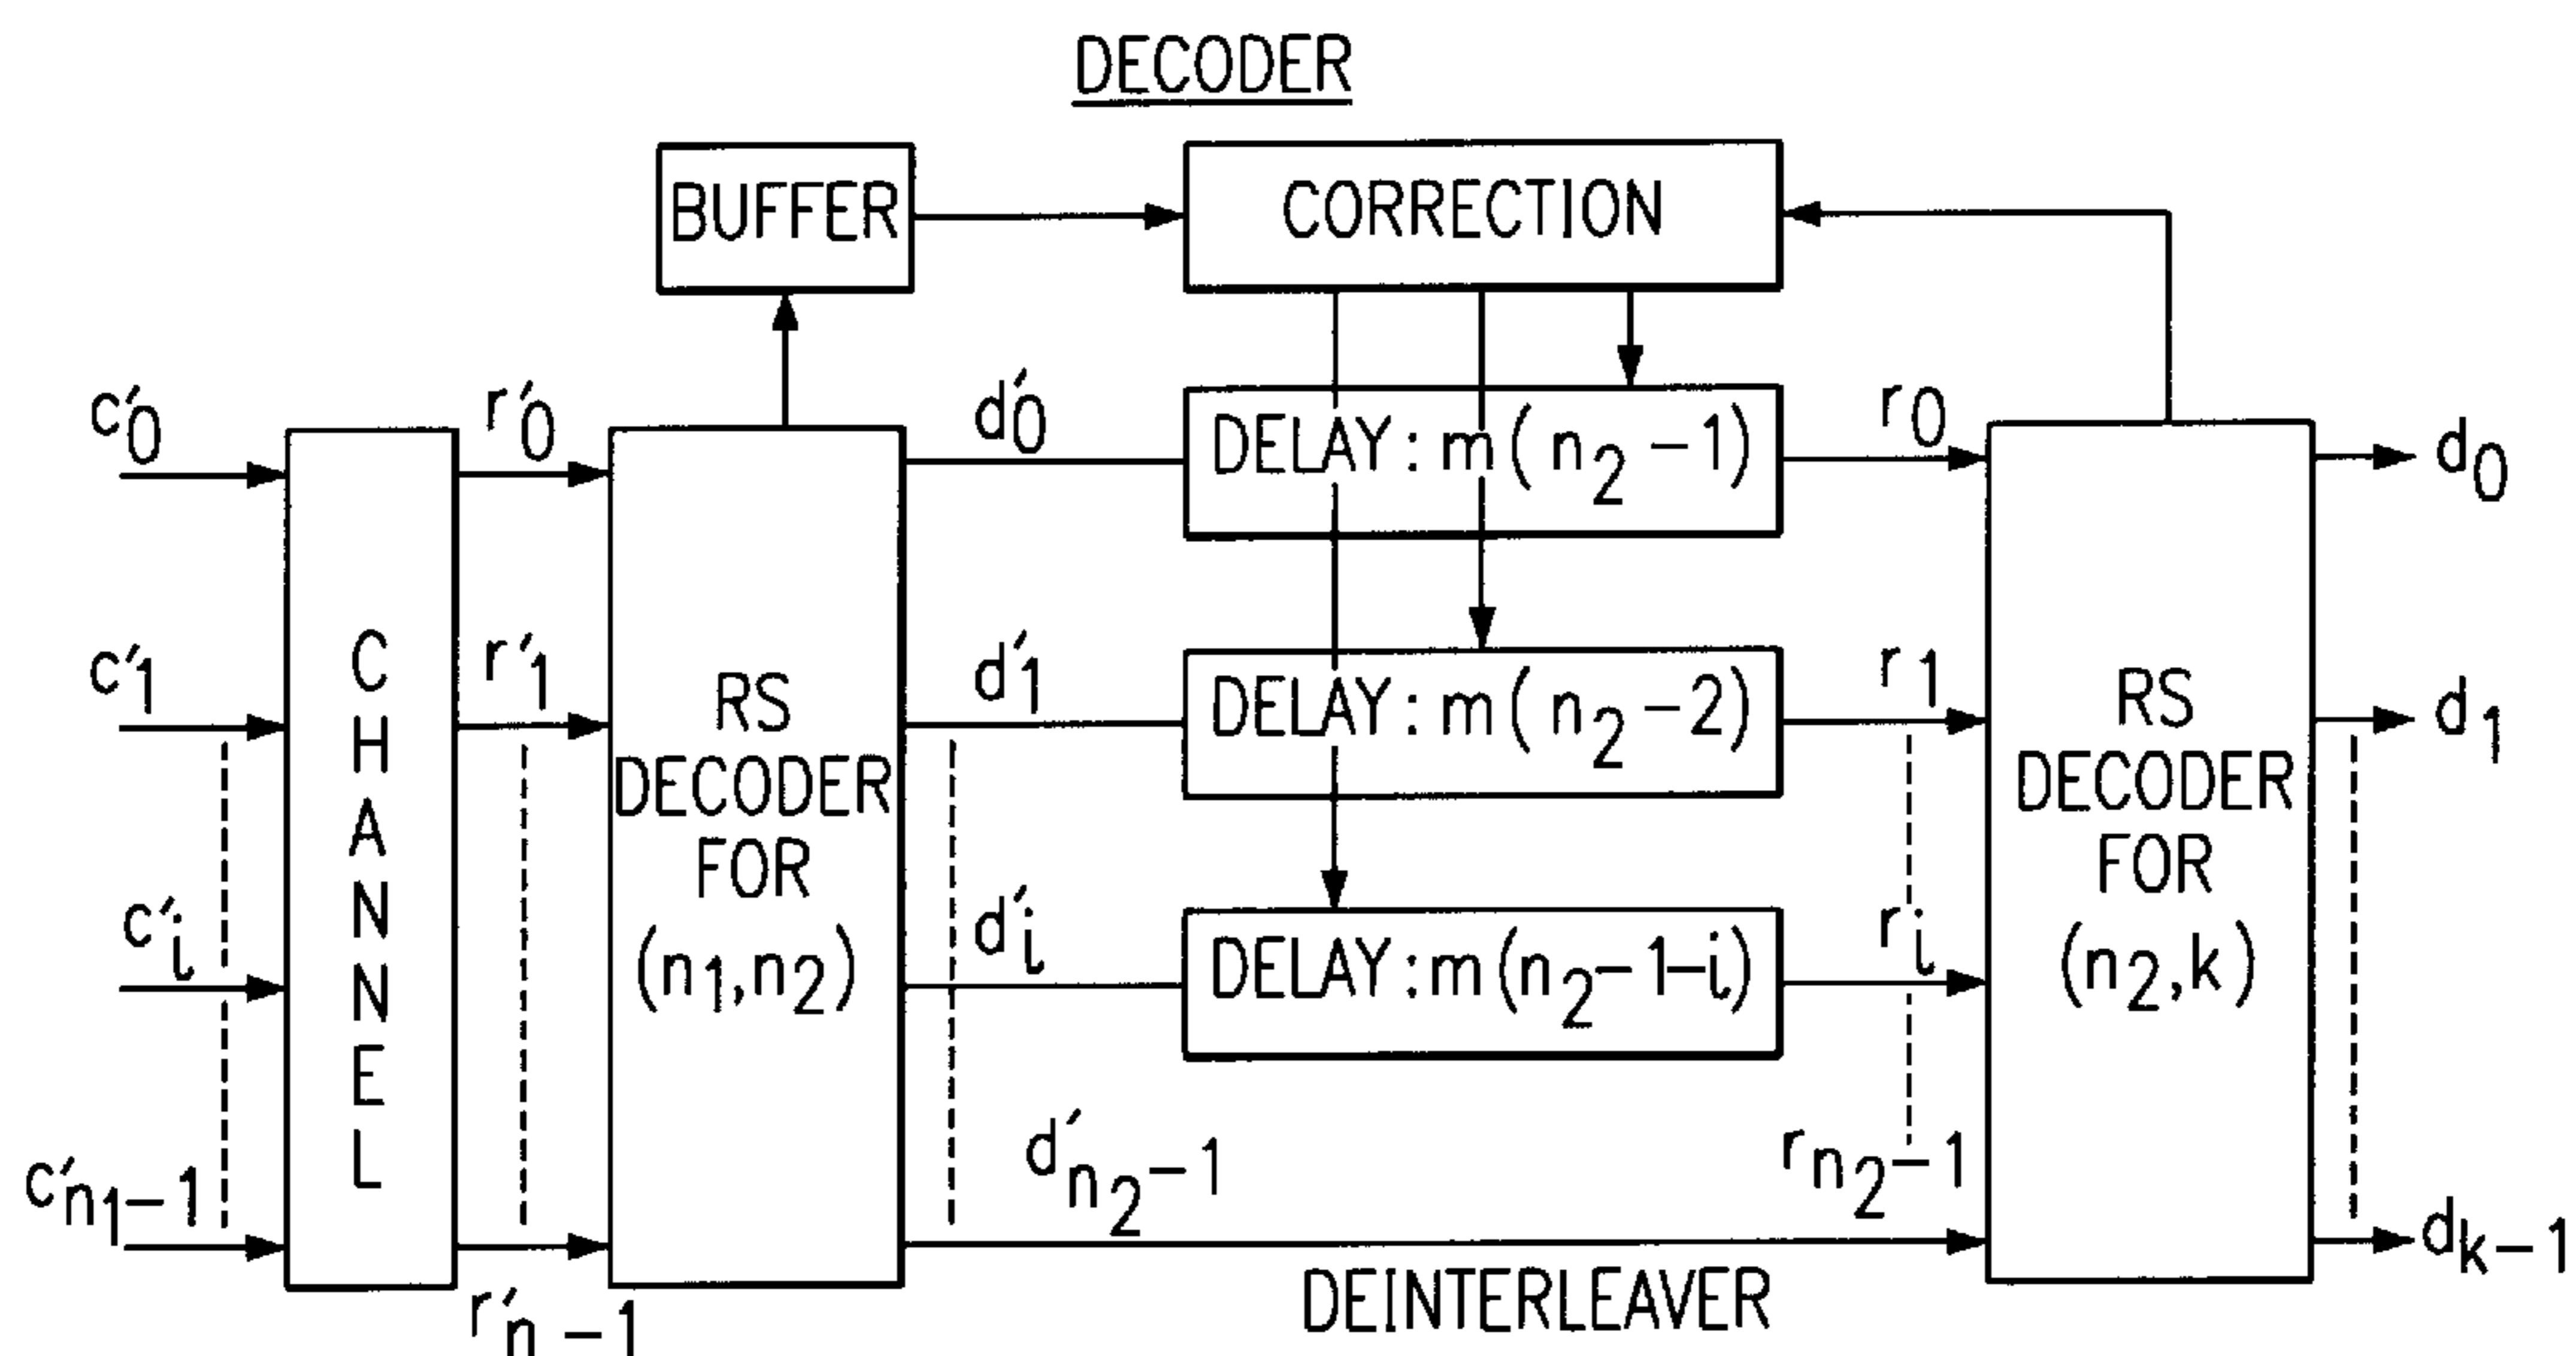 DECODER
BUFFER
CORRECTION
c'0
r'0
d'0
DELAY: m(n2-1)
r0
d0
c'1
r'1
d'1
DELAY: m(n2-2)
r1
d1
CHANNEL
RS
DECODER
FOR
(n1,n2)
RS
DECODER
FOR
(n2,k)
c'i
d'i
DELAY: m(n2-1-i)
ri
c'n1-1
d'n2-1
rn2-1
dk-1
r'n-1
DEINTERLEAVER